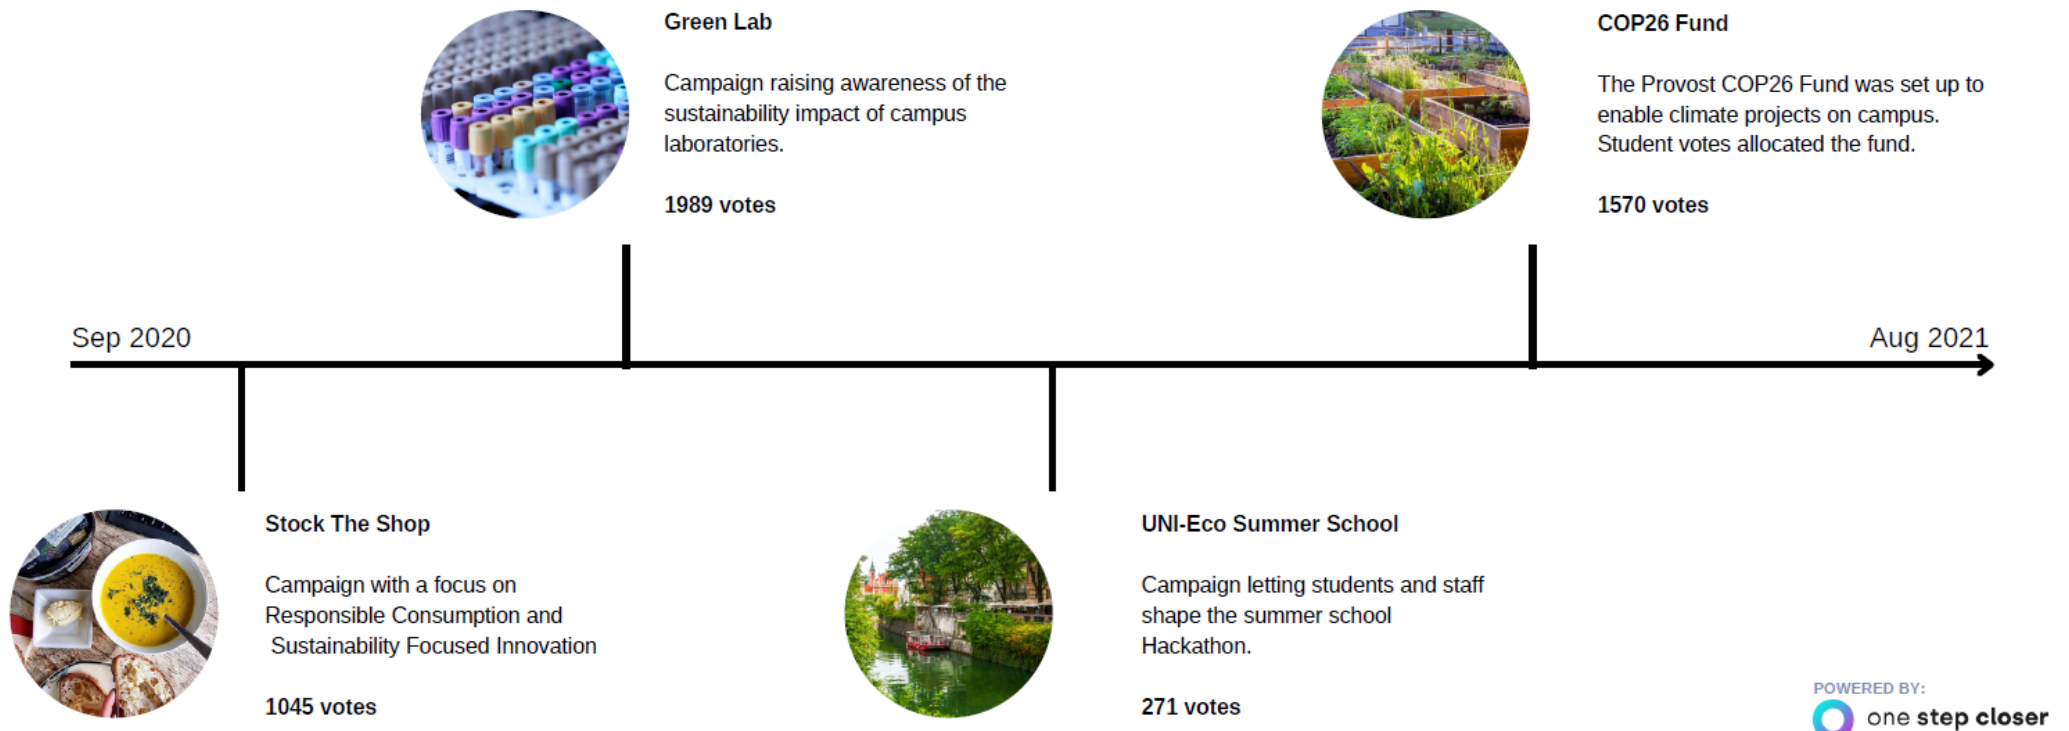 Green Lab
Campaign raising awareness of the
sustainability impact of campus
laboratories.
1989 votes
COP26 Fund
The Provost COP26 Fund was set up to
enable climate projects on campus.
Student votes allocated the fund.
1570 votes
Sep 2020
Aug 2021
Stock The Shop
Campaign with a focus on
Responsible Consumption and
Sustainability Focused Innovation
1045 votes
UNI-Eco Summer School
Campaign letting students and staff
shape the summer school
Hackathon.
271 votes
POWERED BY:
one step closer